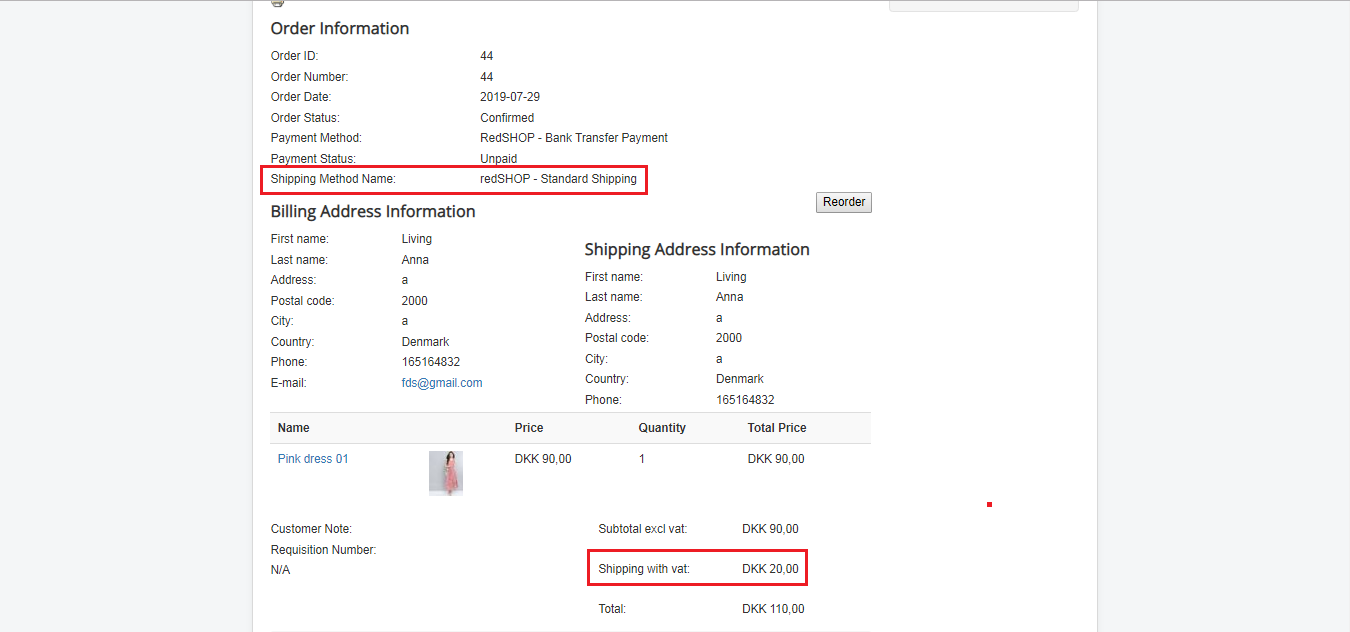 Order Information
Order ID: 44
Order Number: 44
Order Date: 2019-07-29
Order Status: Confirmed
Payment Method: RedSHOP - Bank Transfer Payment
Payment Status: Unpaid
Shipping Method Name: redSHOP - Standard Shipping
Reorder
Billing Address Information
First name: Living
Last name: Anna
Address: a
Postal code: 2000
City: a
Country: Denmark
Phone: 165164832
E-mail: fds@gmail.com
Shipping Address Information
First name: Living
Last name: Anna
Address: a
Postal code: 2000
City: a
Country: Denmark
Phone: 165164832
Name Price Quantity Total Price
Pink dress 01 DKK 90,00 1 DKK 90,00
Customer Note:
Requisition Number:
N/A
Subtotal excl vat: DKK 90,00
Shipping with vat: DKK 20,00
Total: DKK 110,00